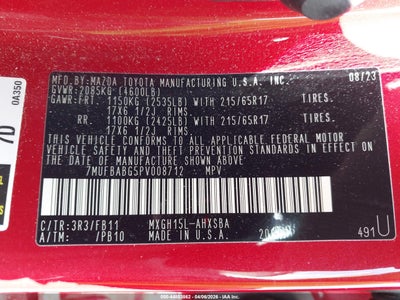 MFD.BY:MAZDA TOYOTA MANUFACTURING U.S.A., INC. 08/23
GVWR:2085KG (4600LB)
GAWR:FRT. 1150KG (2535LB) WITH 215/65R17 TIRES.
17X6 1/2J RIMS.
RR. 1100KG (2425LB) WITH 215/65R17 TIRES.
17X6 1/2J RIMS.
THIS VEHICLE CONFORMS TO ALL APPLICABLE FEDERAL MOTOR
VEHICLE SAFETY STANDARDS IN EFFECT ON THE DATE OF
MANUFACTURE SHOWN ABOVE.
7MUFBABG5PV008712 MPV
C/TR:3R3/FB11 MXGH15L-AHXSBA
A/TM: /PB10 MADE IN U.S.A. 491U
0A350